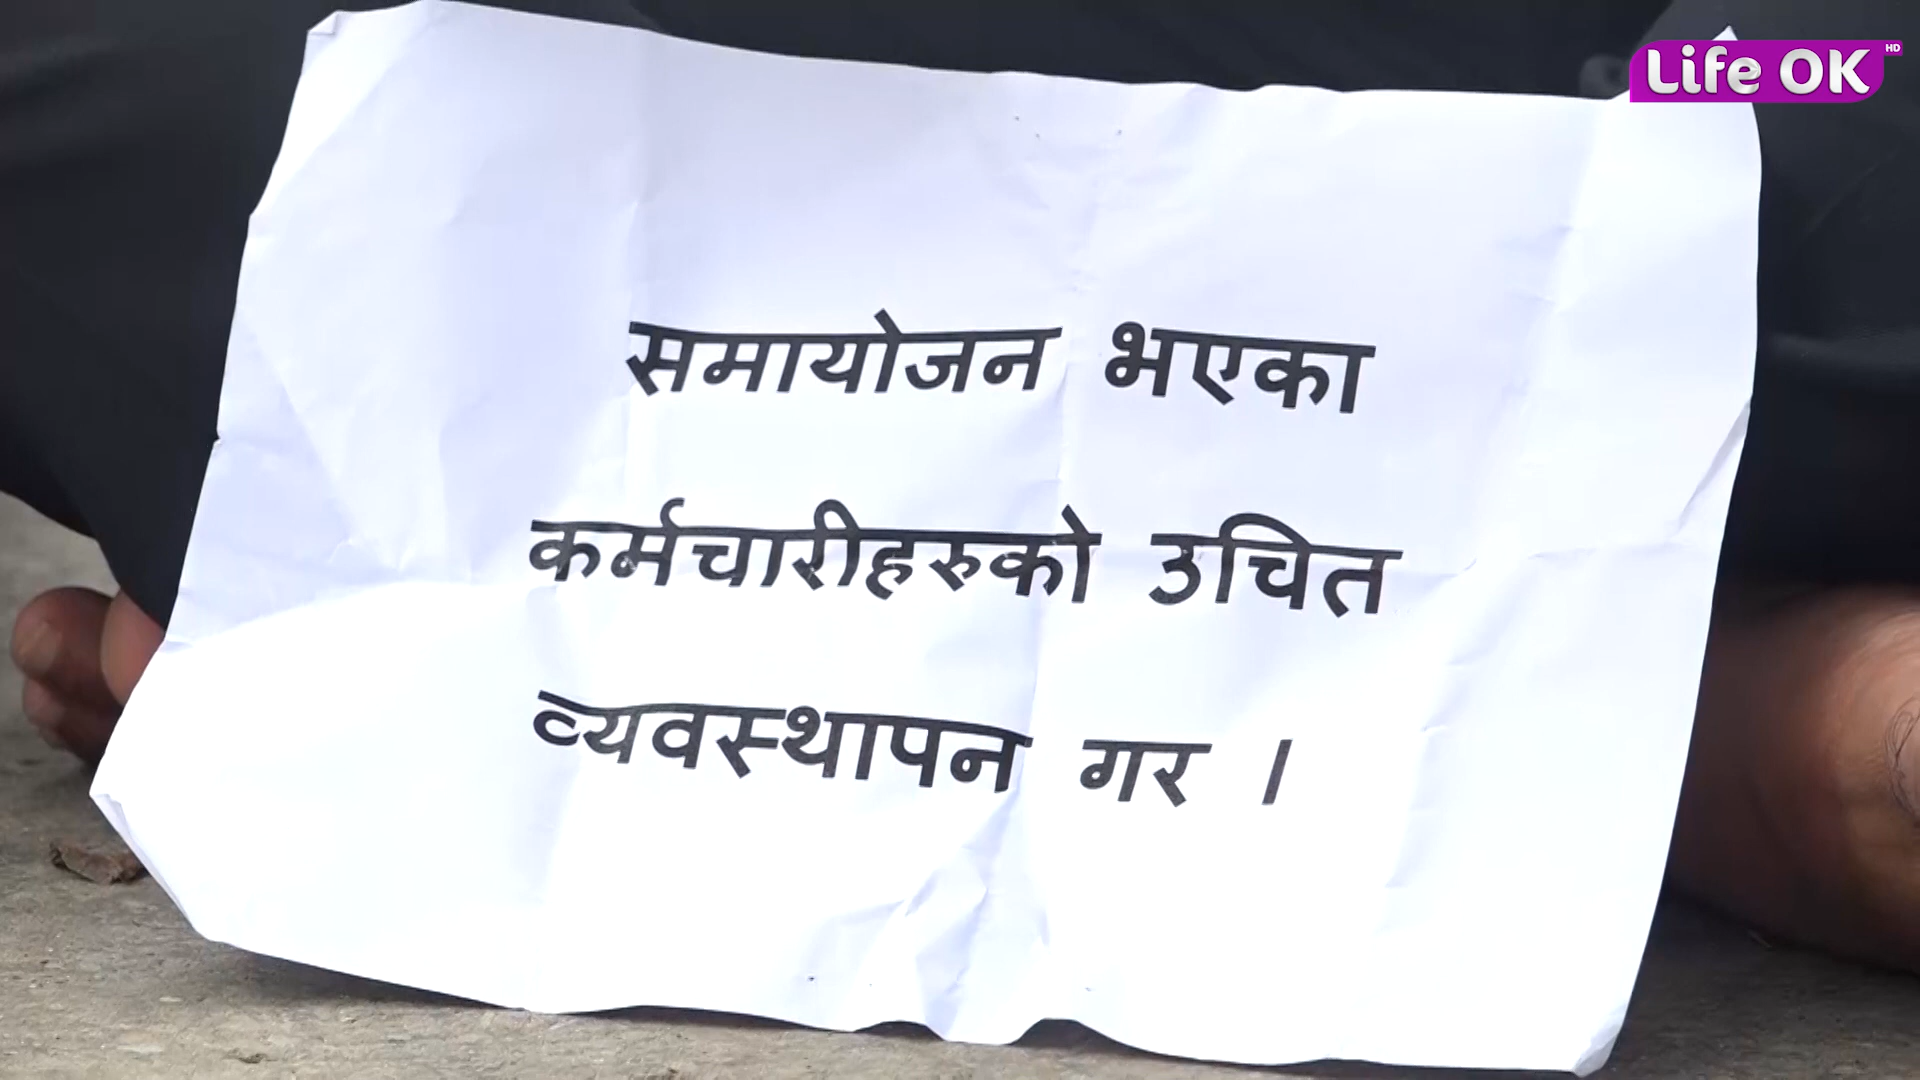 Life OK HD
समायोजन भएका
कर्मचारीहरुको उचित
व्यवस्थापन गर ।